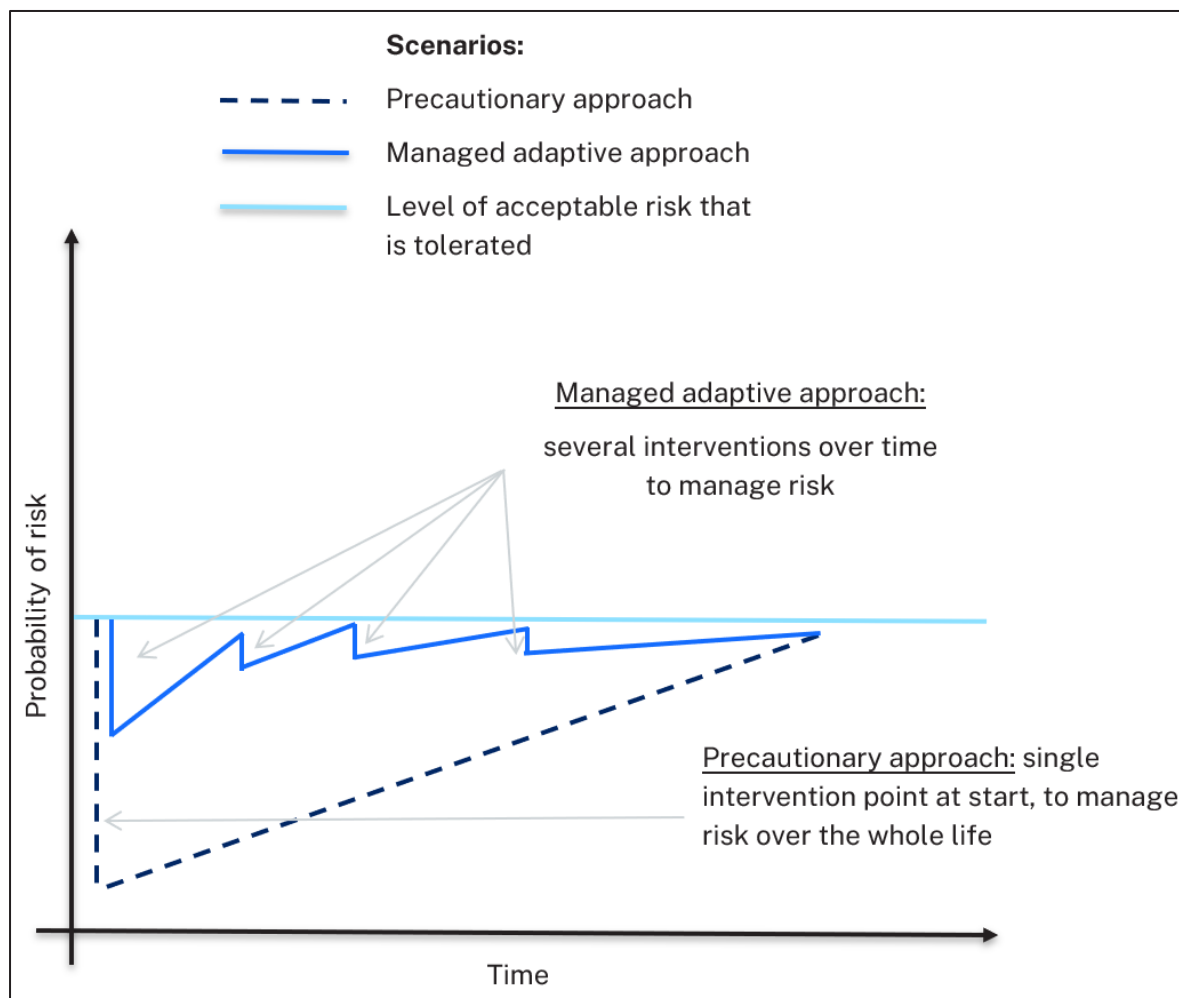 Scenarios:
Precautionary approach
Managed adaptive approach
Level of acceptable risk that
is tolerated
Managed adaptive approach:
several interventions over time
to manage risk
Probability of risk
Precautionary approach: single
intervention point at start, to manage
risk over the whole life
Time